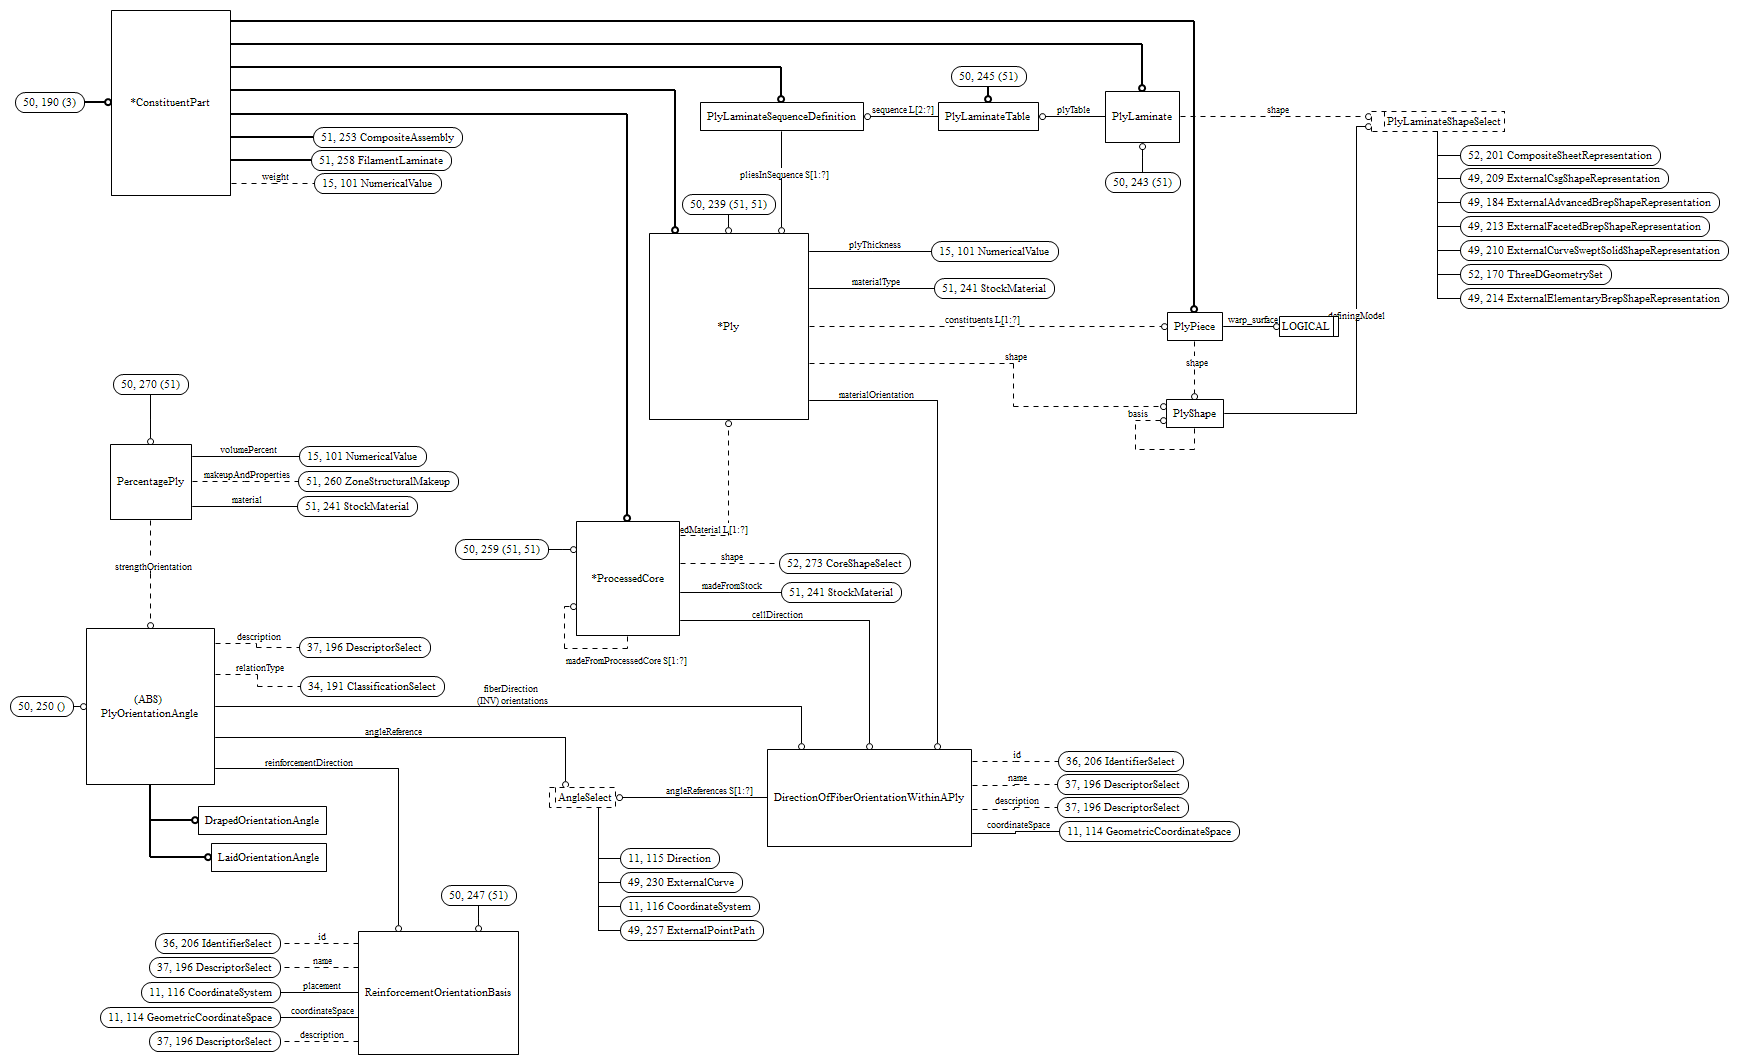 50, 190 (3)
*ConstituentPart
51, 253 CompositeAssembly
51, 258 FilamentLaminate
weight
15, 101 NumericalValue
PlyLaminateSequenceDefinition
sequence L[2:?]
50, 245 (51)
PlyLaminateTable
plyTable
PlyLaminate
50, 243 (51)
shape
PlyLaminateShapeSelect
52, 201 CompositeSheetRepresentation
49, 209 ExternalCsgShapeRepresentation
49, 184 ExternalAdvancedBrepShapeRepresentation
49, 213 ExternalFacetedBrepShapeRepresentation
49, 210 ExternalCurveSweptSolidShapeRepresentation
52, 170 ThreeDGeometrySet
49, 214 ExternalElementaryBrepShapeRepresentation
pliesInSequence S[1:?]
50, 239 (51, 51)
*Ply
plyThickness
15, 101 NumericalValue
materialType
51, 241 StockMaterial
constituents L[1:?]
PlyPiece
warp_surface
LOGICAL
definingModel
shape
shape
materialOrientation
basis
PlyShape
50, 270 (51)
PercentagePly
volumePercent
15, 101 NumericalValue
makeupAndProperties
51, 260 ZoneStructuralMakeup
material
51, 241 StockMaterial
strengthOrientation
50, 259 (51, 51)
*ProcessedCore
edMaterial L[1:?]
shape
52, 273 CoreShapeSelect
madeFromStock
51, 241 StockMaterial
cellDirection
madeFromProcessedCore S[1:?]
50, 250 ()
(ABS)
PlyOrientationAngle
description
37, 196 DescriptorSelect
relationType
34, 191 ClassificationSelect
fiberDirection
(INV) orientations
angleReference
reinforcementDirection
DrapedOrientationAngle
LaidOrientationAngle
AngleSelect
angleReferences S[1:?]
DirectionOfFiberOrientationWithinAPly
id
36, 206 IdentifierSelect
name
37, 196 DescriptorSelect
description
37, 196 DescriptorSelect
coordinateSpace
11, 114 GeometricCoordinateSpace
11, 115 Direction
49, 230 ExternalCurve
11, 116 CoordinateSystem
49, 257 ExternalPointPath
50, 247 (51)
ReinforcementOrientationBasis
36, 206 IdentifierSelect
id
37, 196 DescriptorSelect
name
11, 116 CoordinateSystem
placement
11, 114 GeometricCoordinateSpace
coordinateSpace
37, 196 DescriptorSelect
description